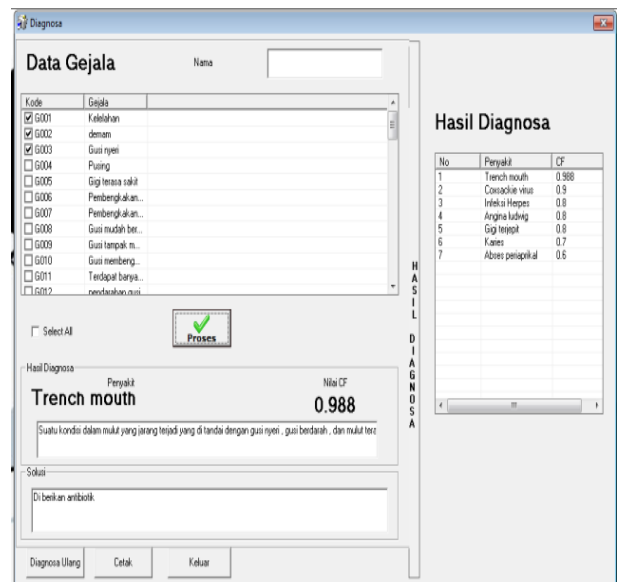 Diagnosa
Data Gejala
Nama
Kode Gejala
G001 Kelelahan
G002 demam
G003 Gusi nyeri
G004 Pusing
G005 Gigi terasa sakit
G006 Pembengkakan...
G007 Pembengkakan...
G008 Gusi mudah ber...
G009 Gusi tampak m...
G010 Gusi membeng...
G011 Terdapat banya...
G012 pendarahan gusi
Select All
Proses
Hasil Diagnosa
Penyakit Nilai CF
Trench mouth 0.988
Suatu kondisi dalam mulut yang jarang terjadi yang di tandai dengan gusi nyeri , gusi berdarah , dan mulut tera
Solusi
Di berikan antibiotik
Diagnosa Ulang Cetak Keluar
HASIL DIAGNOSA
Hasil Diagnosa
No Penyakit CF
1 Trench mouth 0.988
2 Coxsackie virus 0.9
3 Infeksi Herpes 0.8
4 Angina ludwig 0.8
5 Gigi terjepit 0.8
6 Karies 0.7
7 Abses periaprikal 0.6